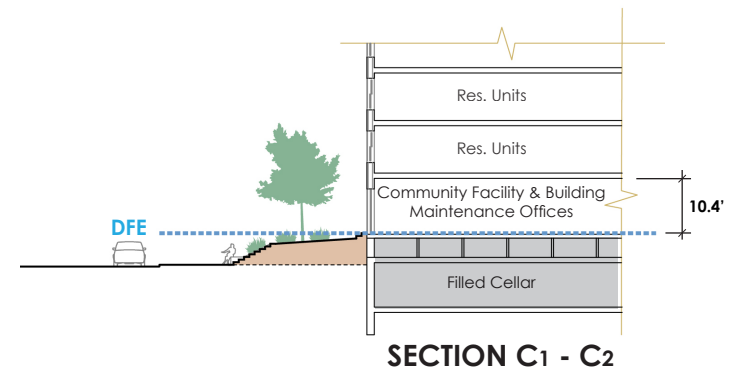 Res. Units
Res. Units
Community Facility & Building
Maintenance Offices
10.4'
DFE
Filled Cellar
SECTION C1 - C2